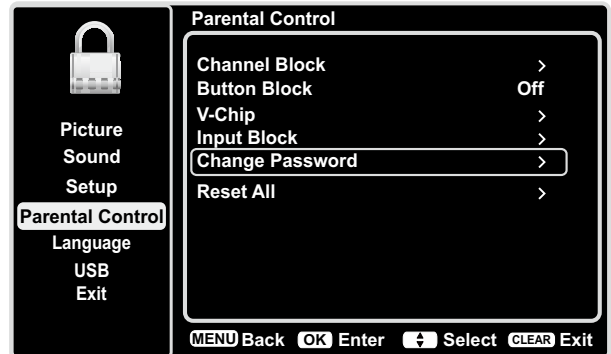 Parental Control
Channel Block >
Button Block Off
V-Chip >
Input Block >
Change Password >
Reset All >
Picture
Sound
Setup
Parental Control
Language
USB
Exit
MENU Back OK Enter Select CLEAR Exit